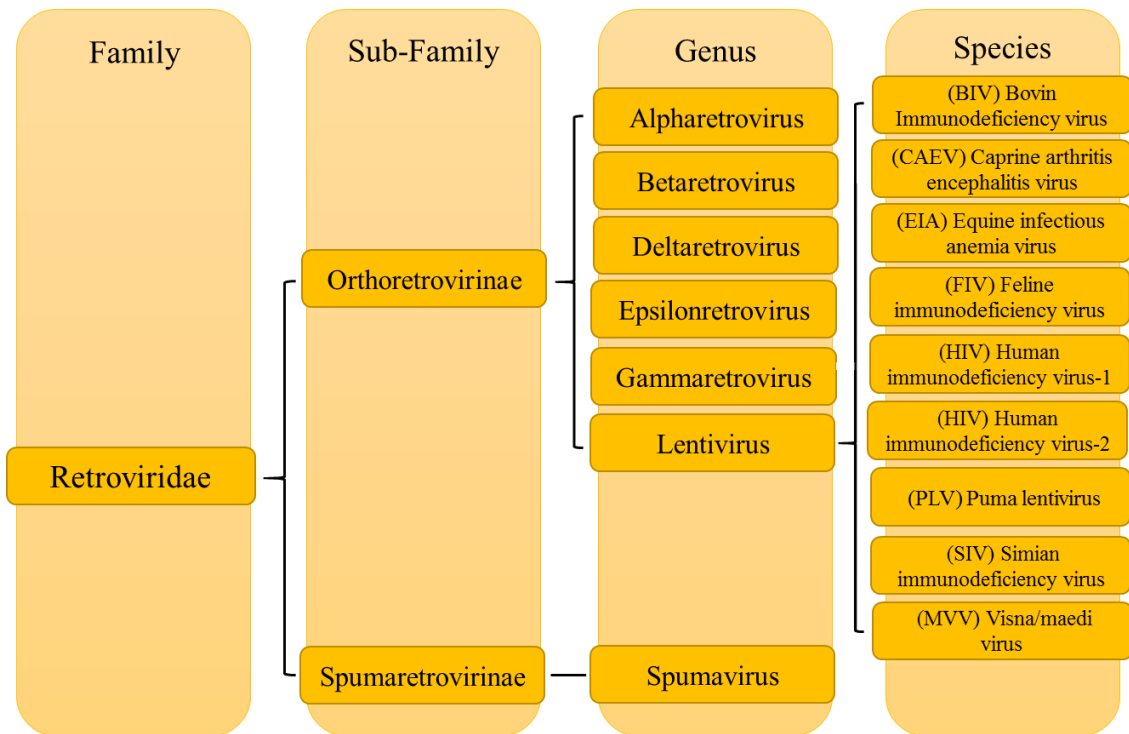 Family
Sub-Family
Genus
Species
Retroviridae
Orthoretrovirinae
Spumaretrovirinae
Alpharetrovirus
Betaretrovirus
Deltaretrovirus
Epsilonretrovirus
Gammaretrovirus
Lentivirus
Spumavirus
(BIV) Bovin
Immunodeficiency virus
(CAEV) Caprine arthritis
encephalitis virus
(EIA) Equine infectious
anemia virus
(FIV) Feline
immunodeficiency virus
(HIV) Human
immunodeficiency virus-1
(HIV) Human
immunodeficiency virus-2
(PLV) Puma lentivirus
(SIV) Simian
immunodeficiency virus
(MVV) Visna/maedi
virus